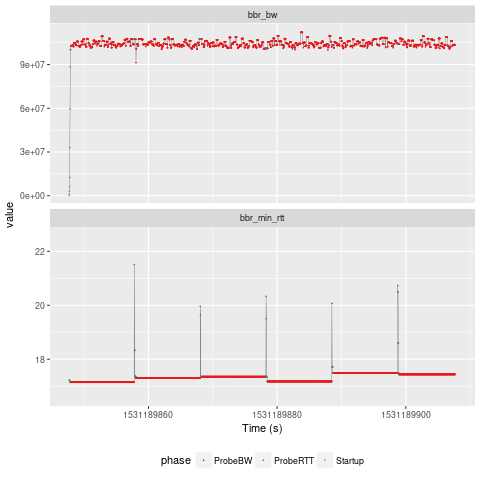 bbr_bw
9e+07
6e+07
3e+07
0e+00
value
bbr_min_rtt
22
20
18
1531189860 1531189880 1531189900
Time (s)
phase ProbeBW ProbeRTT Startup